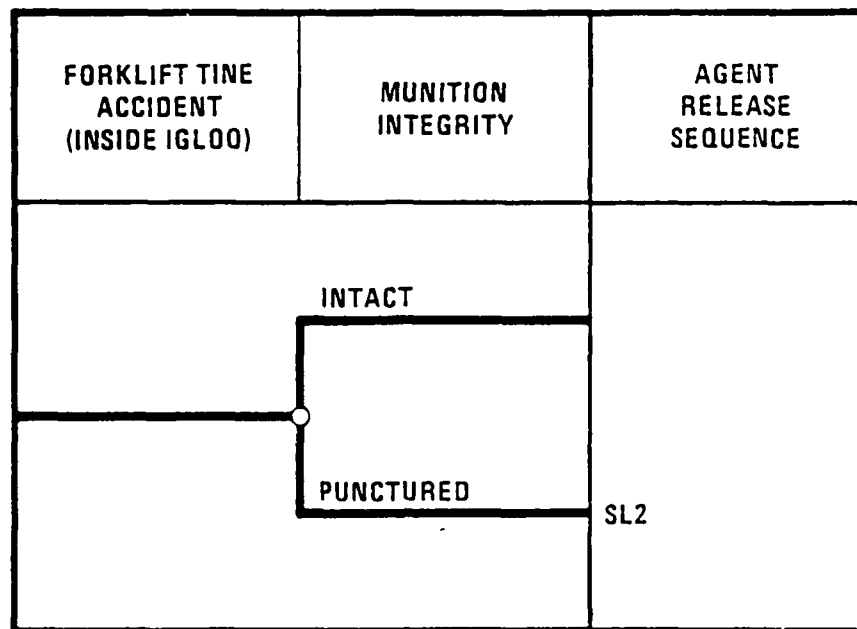 FORKLIFT TINE
ACCIDENT
(INSIDE IGLOO)
MUNITION
INTEGRITY
AGENT
RELEASE
SEQUENCE
INTACT
PUNCTURED
SL2